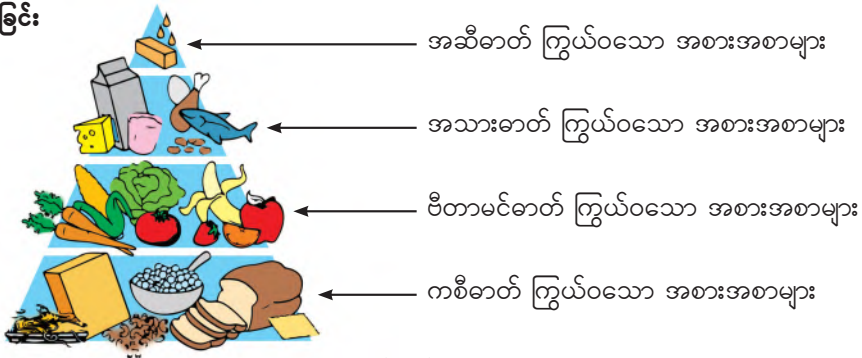 ခြင်း
အဆီဓာတ် ကြွယ်ဝသော အစားအစာများ
အသားဓာတ် ကြွယ်ဝသော အစားအစာများ
ဗီတာမင်ဓာတ် ကြွယ်ဝသော အစားအစာများ
ကစီဓာတ် ကြွယ်ဝသော အစားအစာများ